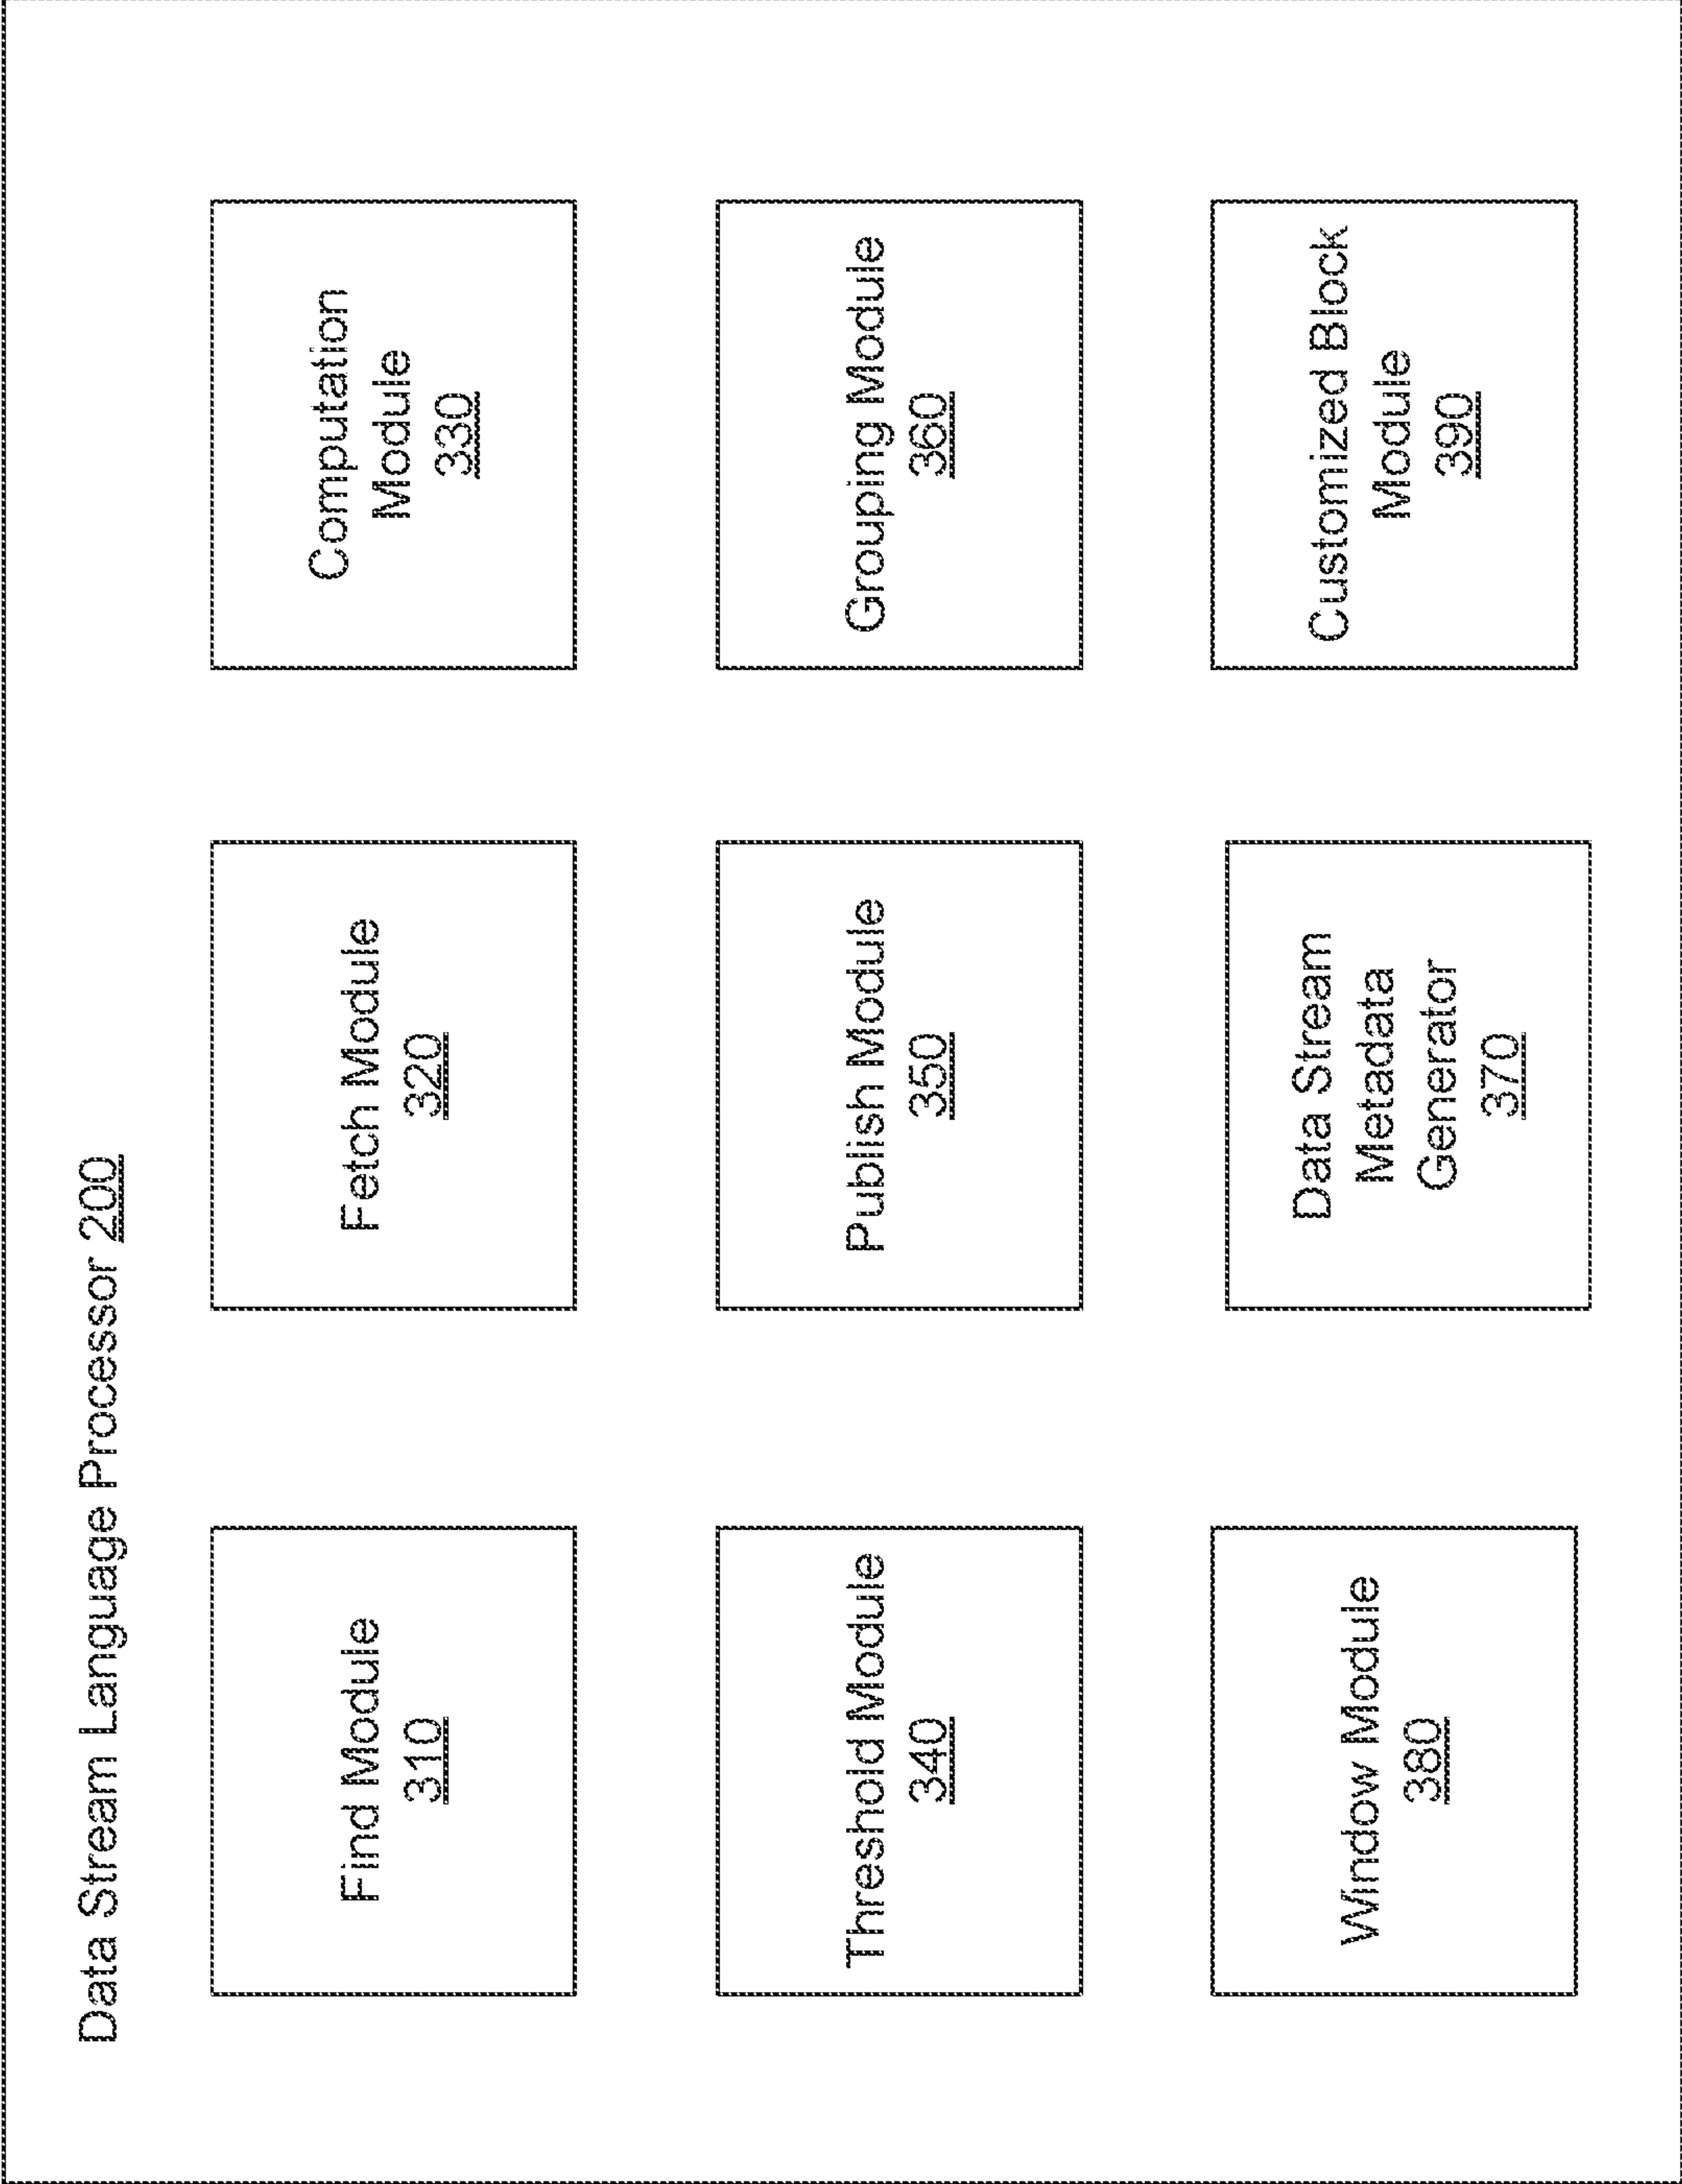 Data Stream Language Processor 200
Find Module
310
Fetch Module
320
Computation
Module
330
Threshold Module
340
Publish Module
350
Grouping Module
360
Window Module
380
Data Stream
Metadata
Generator
370
Customized Block
Module
390